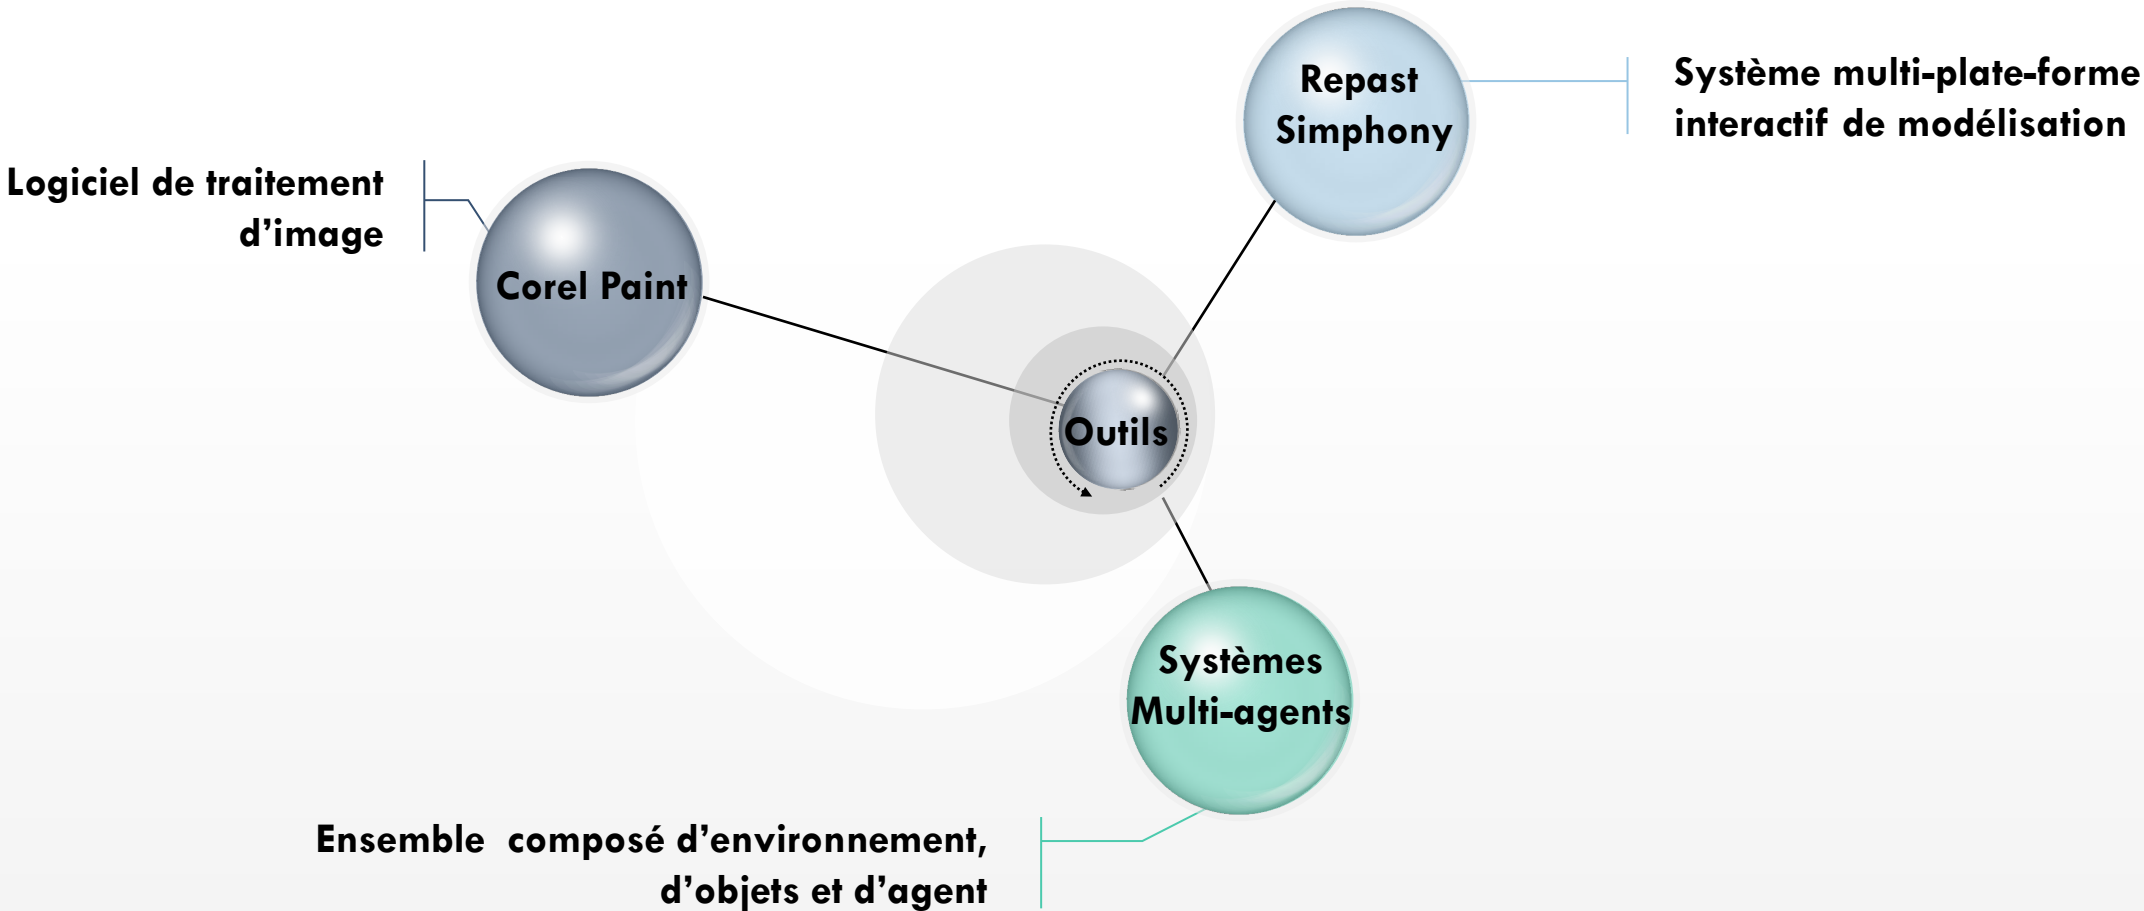 Repast
Simphony
Système multi-plate-forme
interactif de modélisation
Logiciel de traitement
d’image
Corel Paint
Outils
Systèmes
Multi-agents
Ensemble  composé d’environnement,
d’objets et d’agent